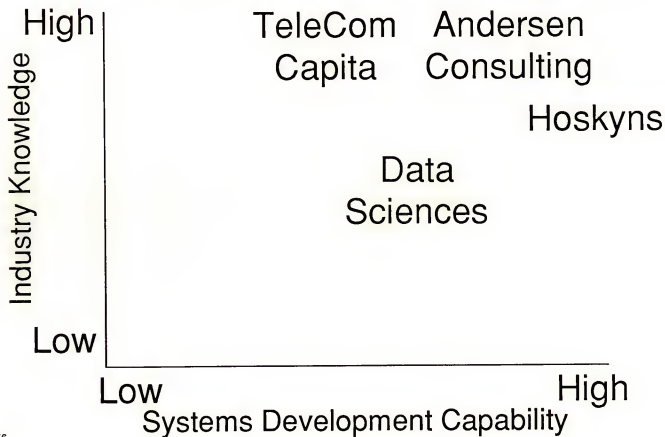 High
TeleCom Andersen
Capita Consulting
Hoskyns
Data
Sciences
Industry Knowledge
Low
Low High
Systems Development Capability